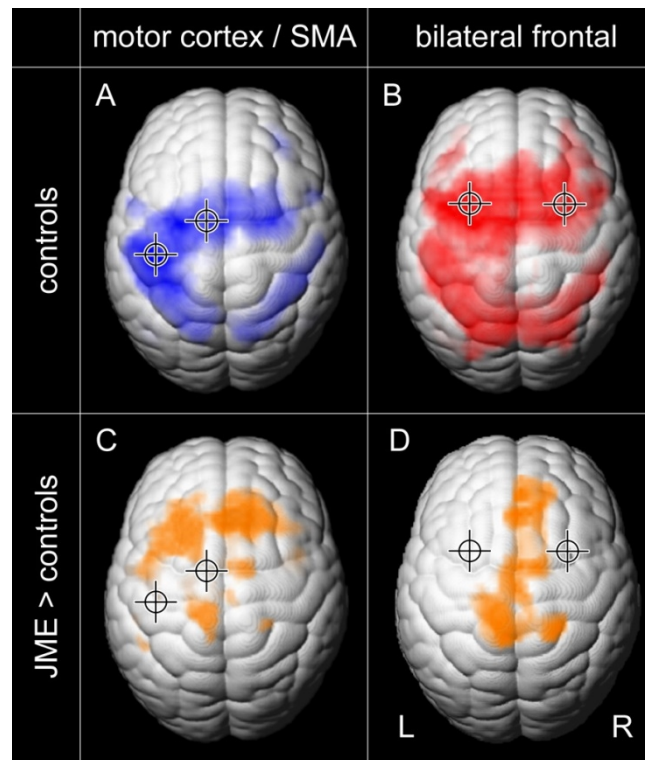 motor cortex / SMA
bilateral frontal
controls
A
B
JME > controls
C
D
L
R